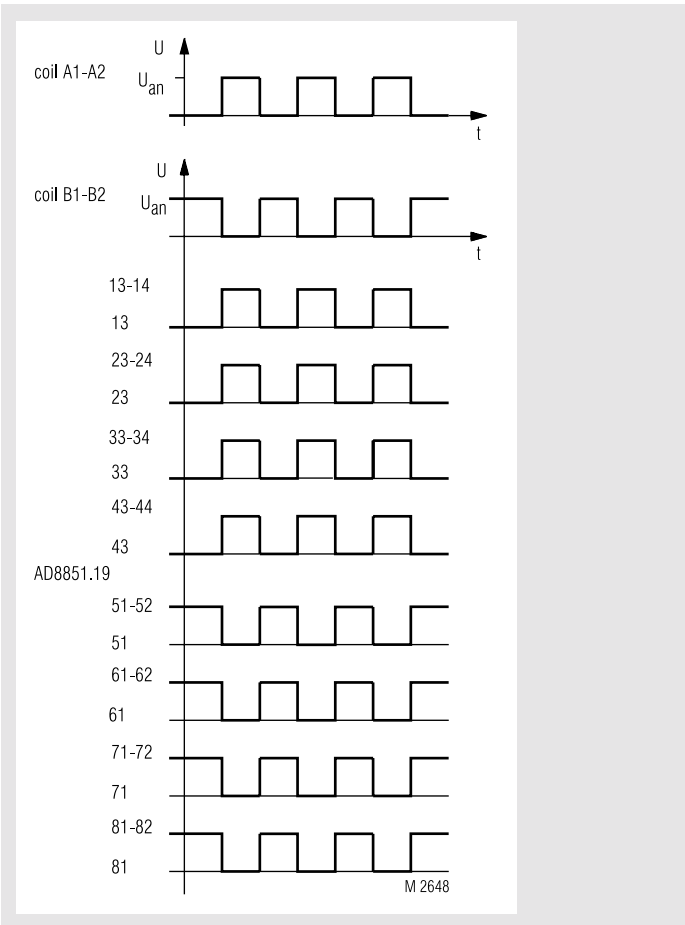 U
coil A1-A2
Uan
t
U
coil B1-B2
Uan
t
13-14
13
23-24
23
33-34
33
43-44
43
AD8851.19
51-52
51
61-62
61
71-72
71
81-82
81
M 2648